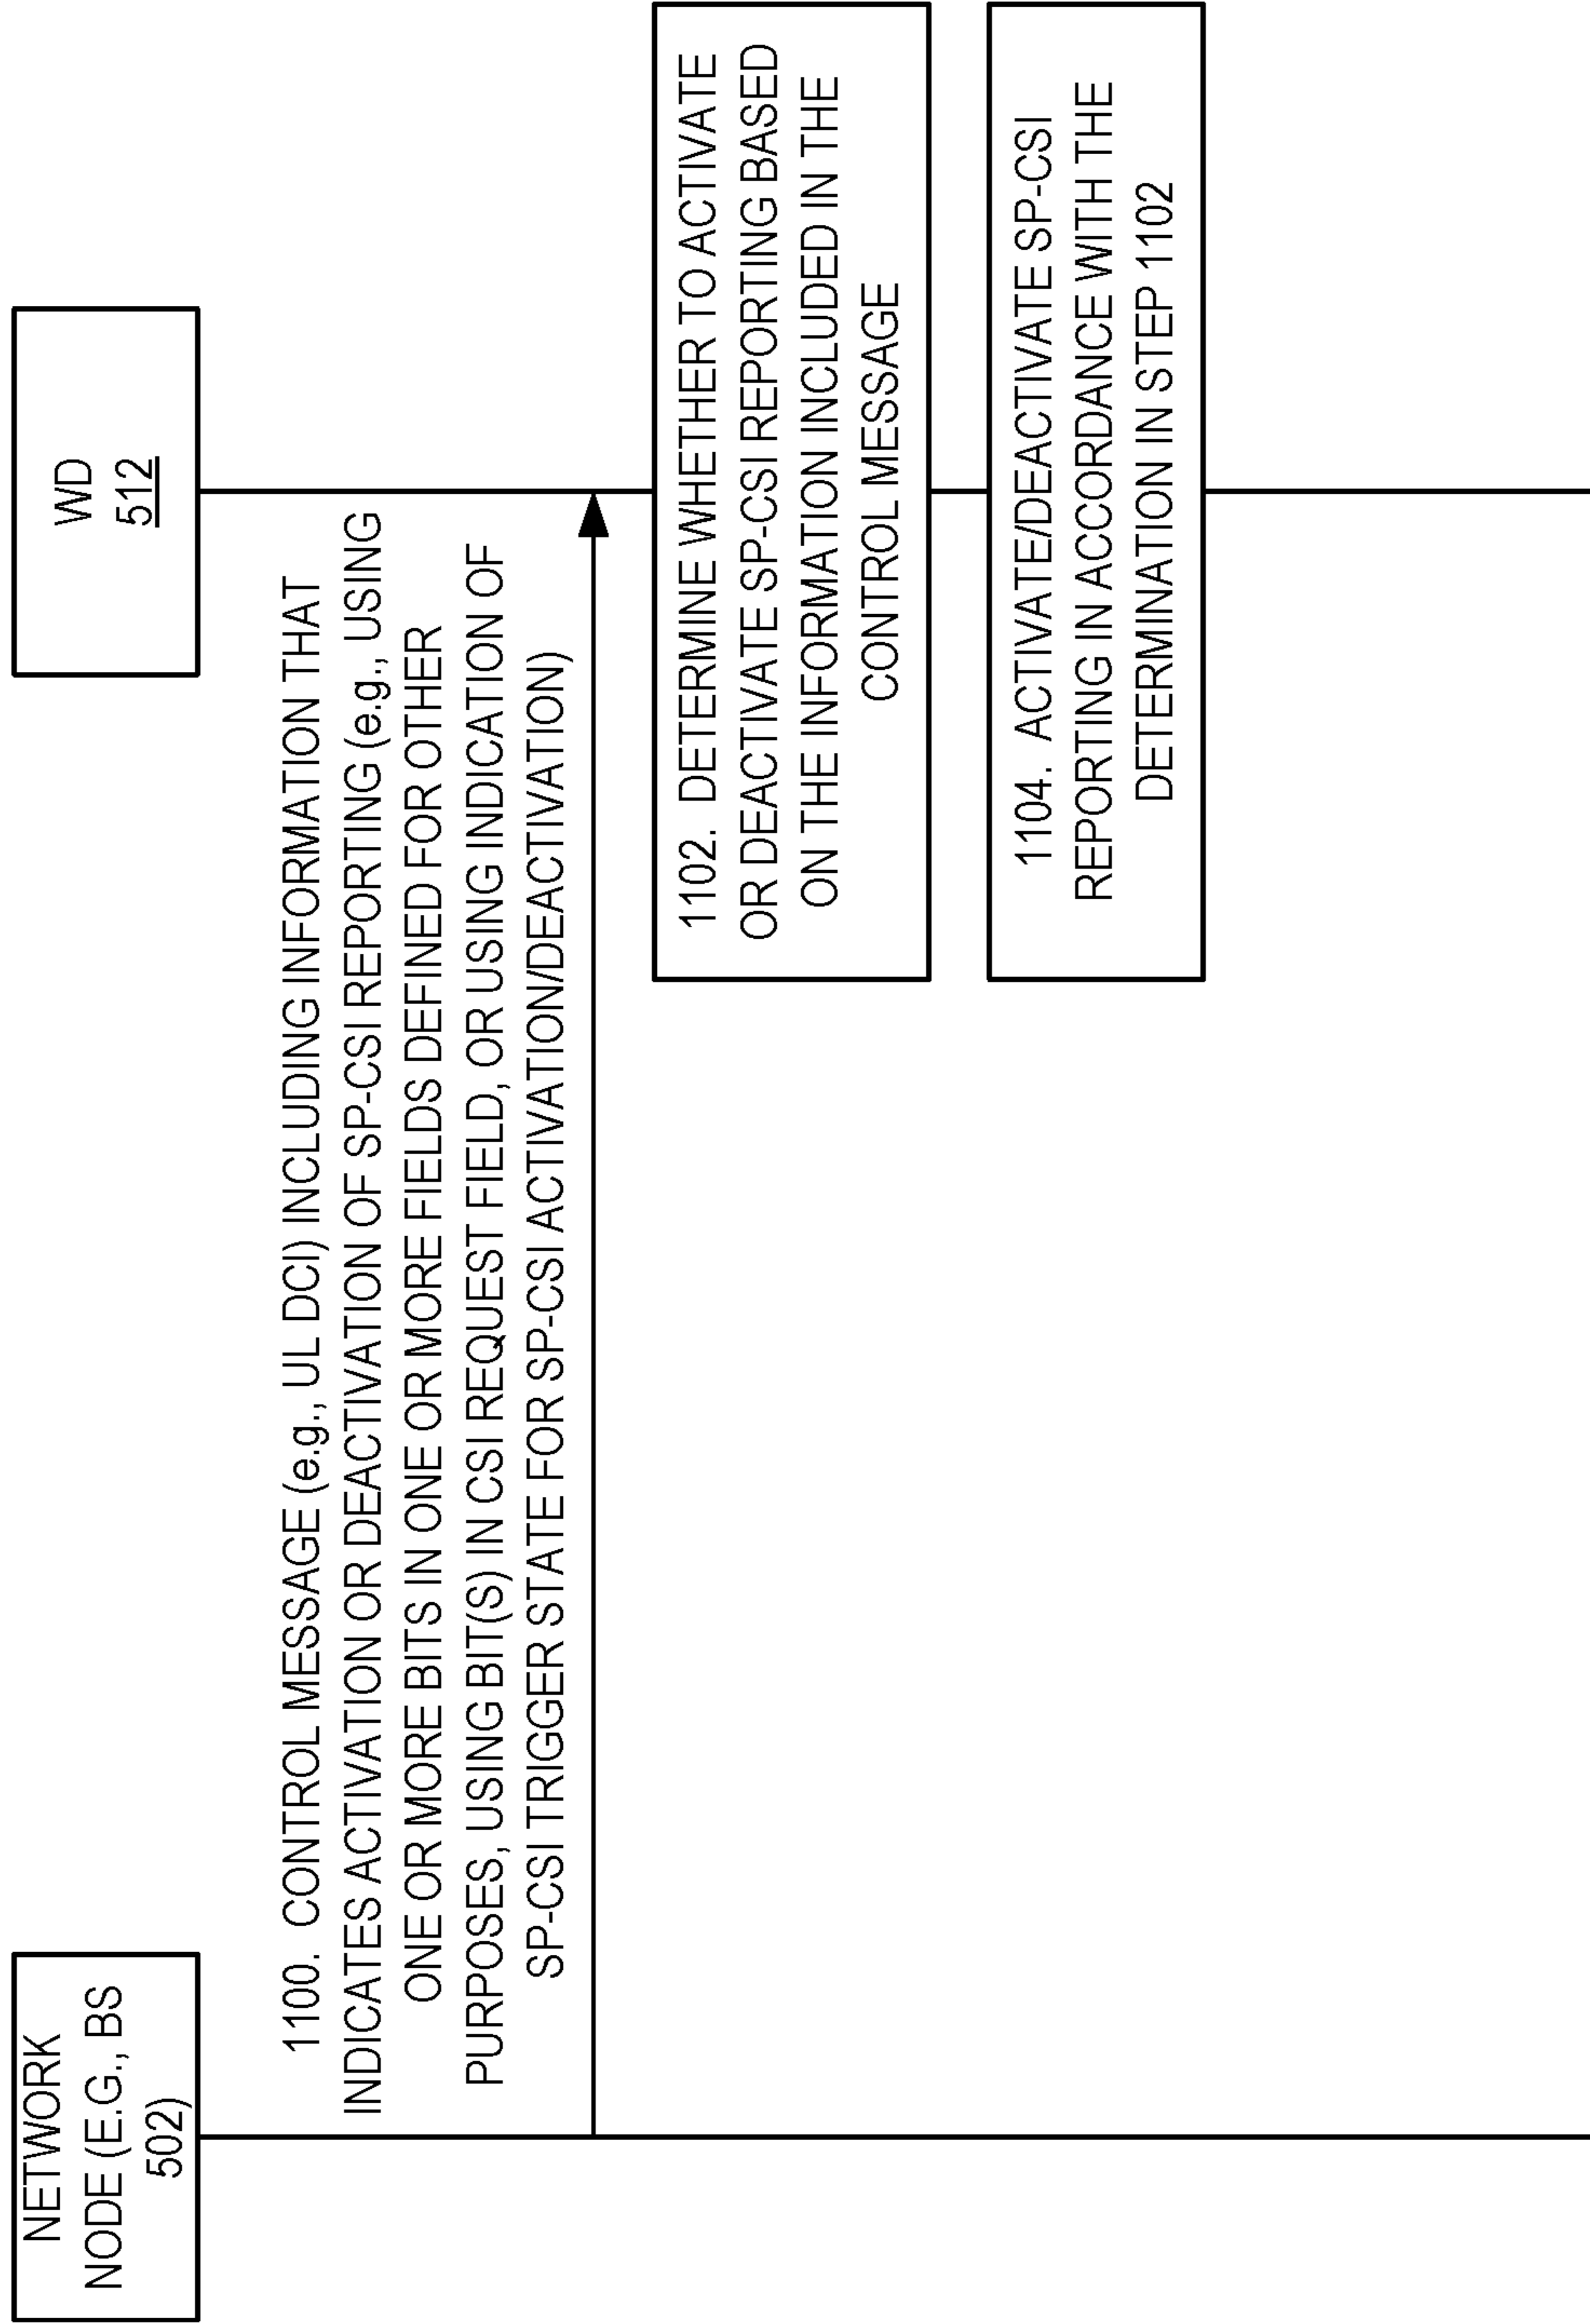 NETWORK
NODE (E.G., BS
502)
WD
512
1100. CONTROL MESSAGE (e.g., UL DCI) INCLUDING INFORMATION THAT
INDICATES ACTIVATION OR DEACTIVATION OF SP-CSI REPORTING (e.g., USING
ONE OR MORE BITS IN ONE OR MORE FIELDS DEFINED FOR OTHER
PURPOSES, USING BIT(S) IN CSI REQUEST FIELD, OR USING INDICATION OF
SP-CSI TRIGGER STATE FOR SP-CSI ACTIVATION/DEACTIVATION)
1102. DETERMINE WHETHER TO ACTIVATE
OR DEACTIVATE SP-CSI REPORTING BASED
ON THE INFORMATION INCLUDED IN THE
CONTROL MESSAGE
1104. ACTIVATE/DEACTIVATE SP-CSI
REPORTING IN ACCORDANCE WITH THE
DETERMINATION IN STEP 1102